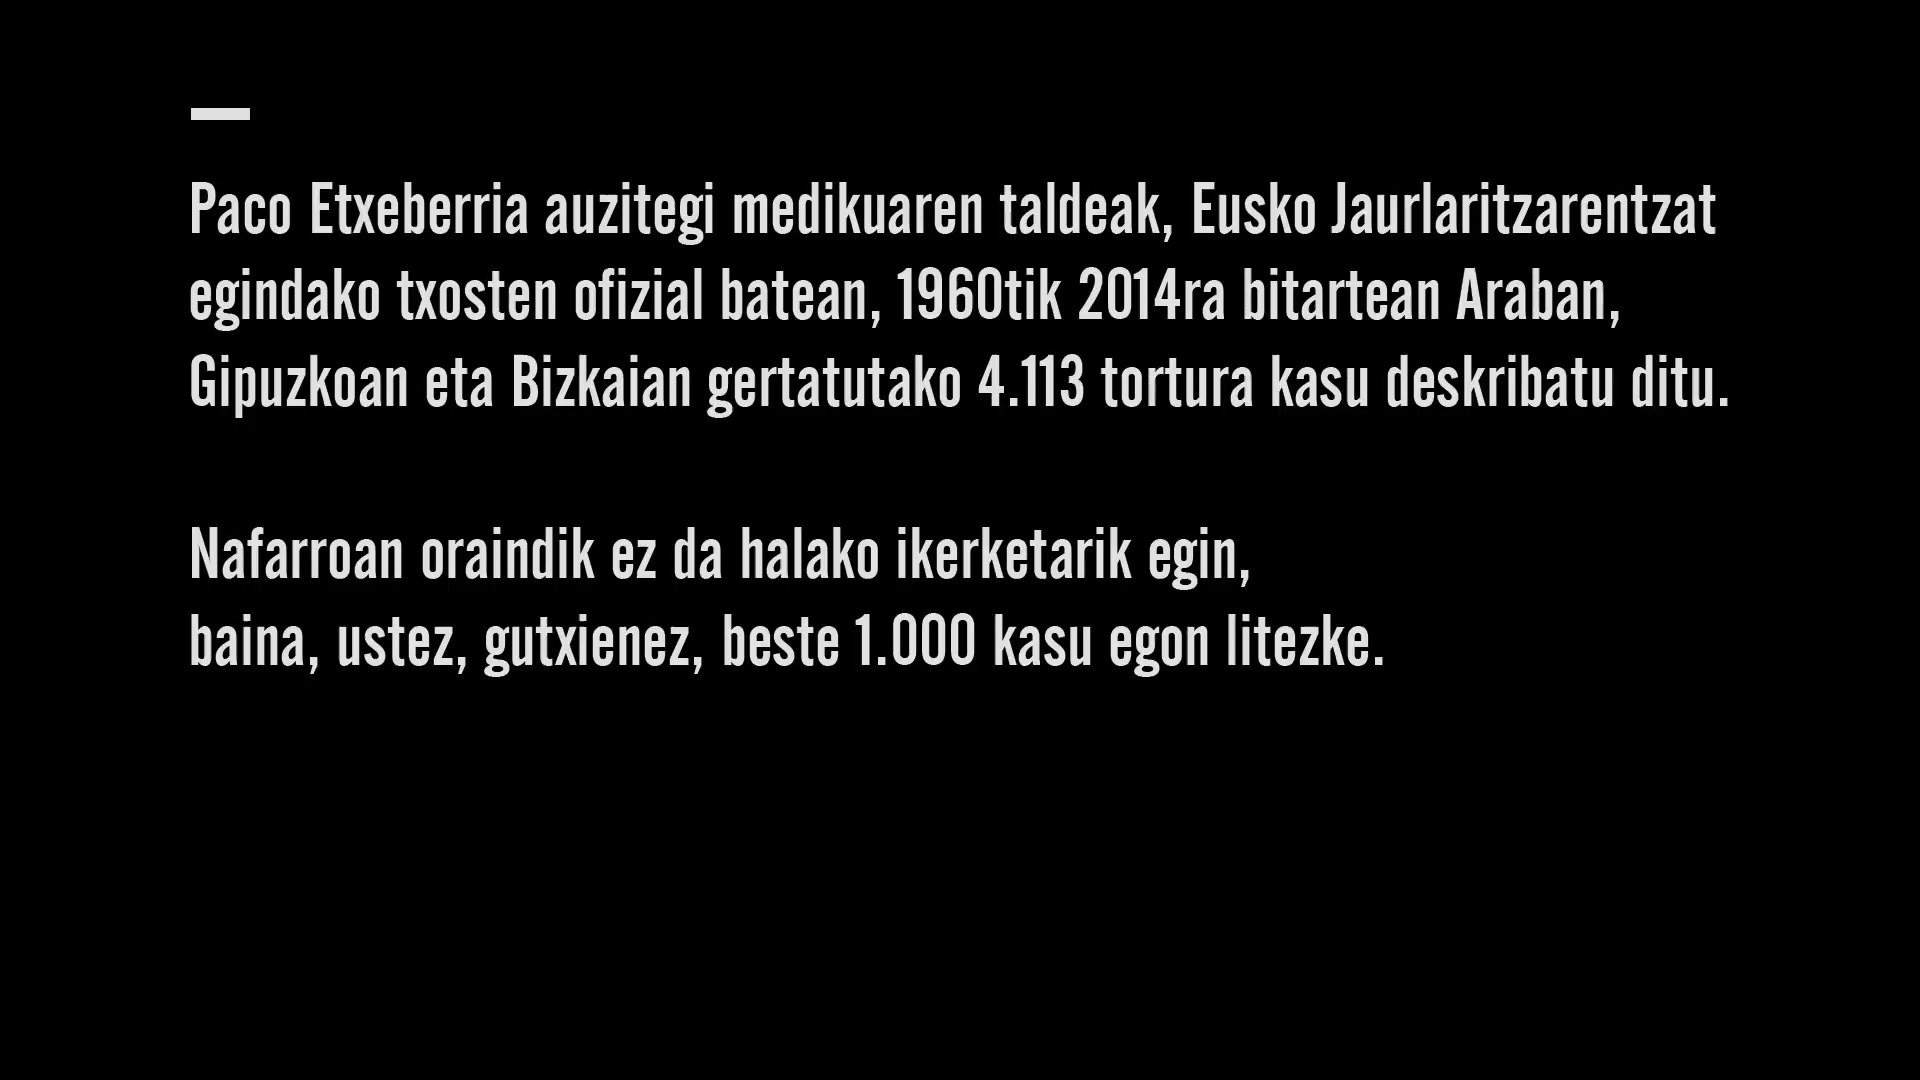 Paco Etxeberria auzitegi medikuaren taldeak, Eusko Jaurlaritzarentzat
egindako txosten ofizial batean, 1960tik 2014ra bitartean Araban,
Gipuzkoan eta Bizkaian gertatutako 4.113 tortura kasu deskribatu ditu.
Nafarroan oraindik ez da halako ikerketarik egin,
baina, ustez, gutxienez, beste 1.000 kasu egon litezke.